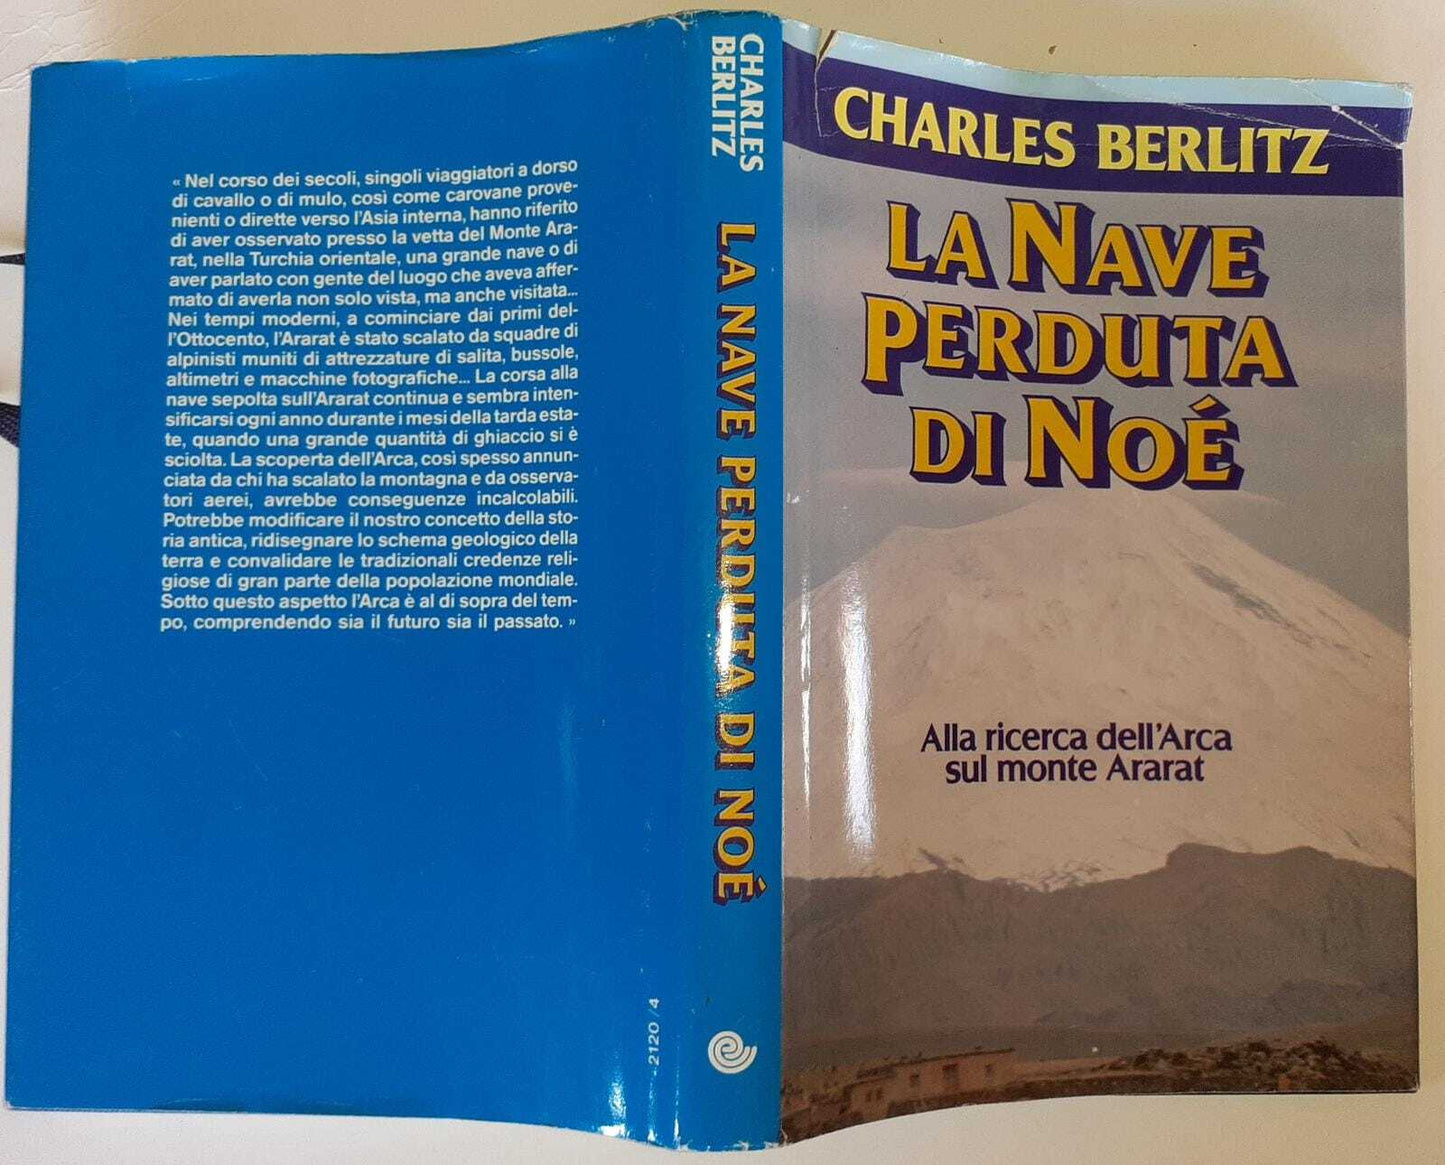 « Nel corso dei secoli, singoli viaggiatori a dorso
di cavallo o di mulo, così come carovane prove-
nienti o dirette verso l'Asia interna, hanno riferito
di aver osservato presso la vetta del Monte Ara-
rat, nella Turchia orientale, una grande nave o di
aver parlato con gente del luogo che aveva affer-
mato di averla non solo vista, ma anche visitata...
Nei tempi moderni, a cominciare dai primi del-
l'Ottocento, l'Ararat è stato scalato da squadre di
alpinisti muniti di attrezzature di salita, bussole,
altimetri e macchine fotografiche... La corsa alla
nave sepolta sull'Ararat continua e sembra inten-
sificarsi ogni anno durante i mesi della tarda esta-
te, quando una grande quantità di ghiaccio si è
sciolta. La scoperta dell'Arca, così spesso annun-
ciata da chi ha scalato la montagna e da osserva-
tori aerei, avrebbe conseguenze incalcolabili.
Potrebbe modificare il nostro concetto della sto-
ria antica, ridisegnare lo schema geologico della
terra e convalidare le tradizionali credenze reli-
giose di gran parte della popolazione mondiale.
Sotto questo aspetto l'Arca è al di sopra del tem-
po, comprendendo sia il futuro sia il passato. »
2120/4
CHARLES
BERLITZ
LA NAVE PERDUTA DI NOÉ
CHARLES BERLITZ
LA NAVE
PERDUTA
DI NOÉ
Alla ricerca dell'Arca
sul monte Ararat